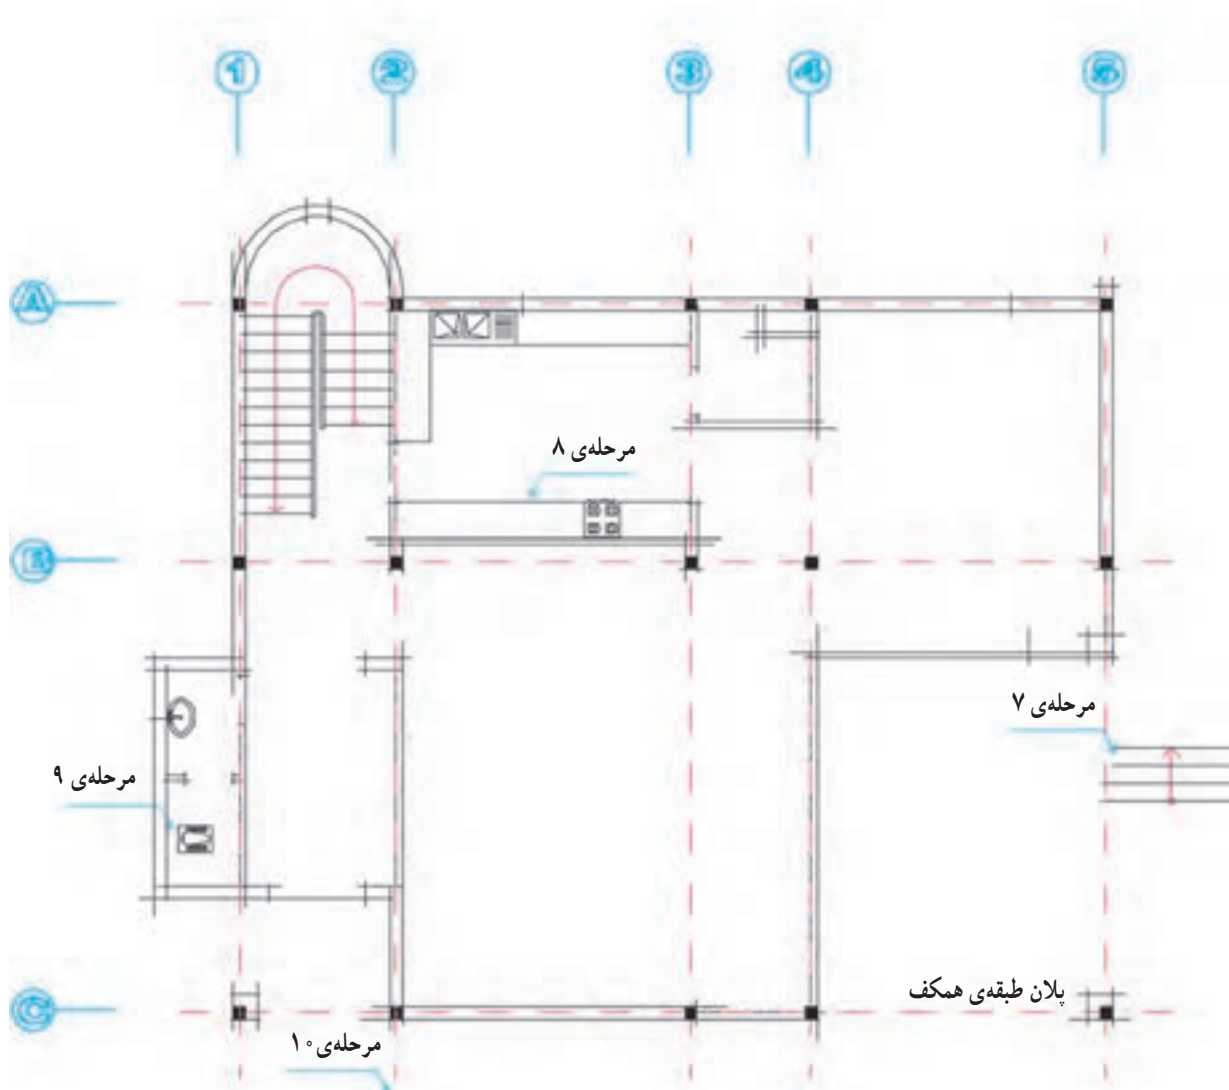 1 2 3 4 5
A
مرحله‌ی ۸
B
مرحله‌ی ۷
مرحله‌ی ۹
پلان طبقه‌ی همکف
C
مرحله‌ی ۱۰